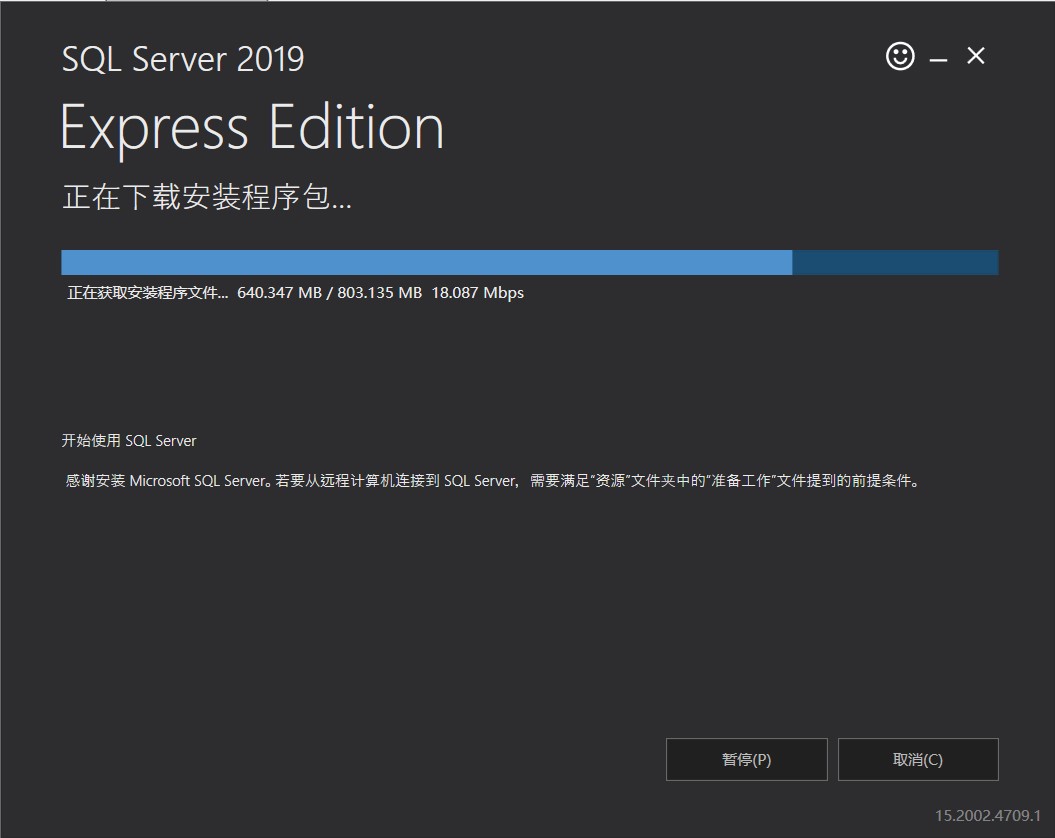 SQL Server 2019
Express Edition
正在下载安装程序包...
正在获取安装程序文件... 640.347 MB / 803.135 MB 18.087 Mbps
开始使用 SQL Server
感谢安装 Microsoft SQL Server。若要从远程计算机连接到 SQL Server，需要满足"资源"文件夹中的"准备工作"文件提到的前提条件。
暂停(P) 取消(C)
15.2002.4709.1